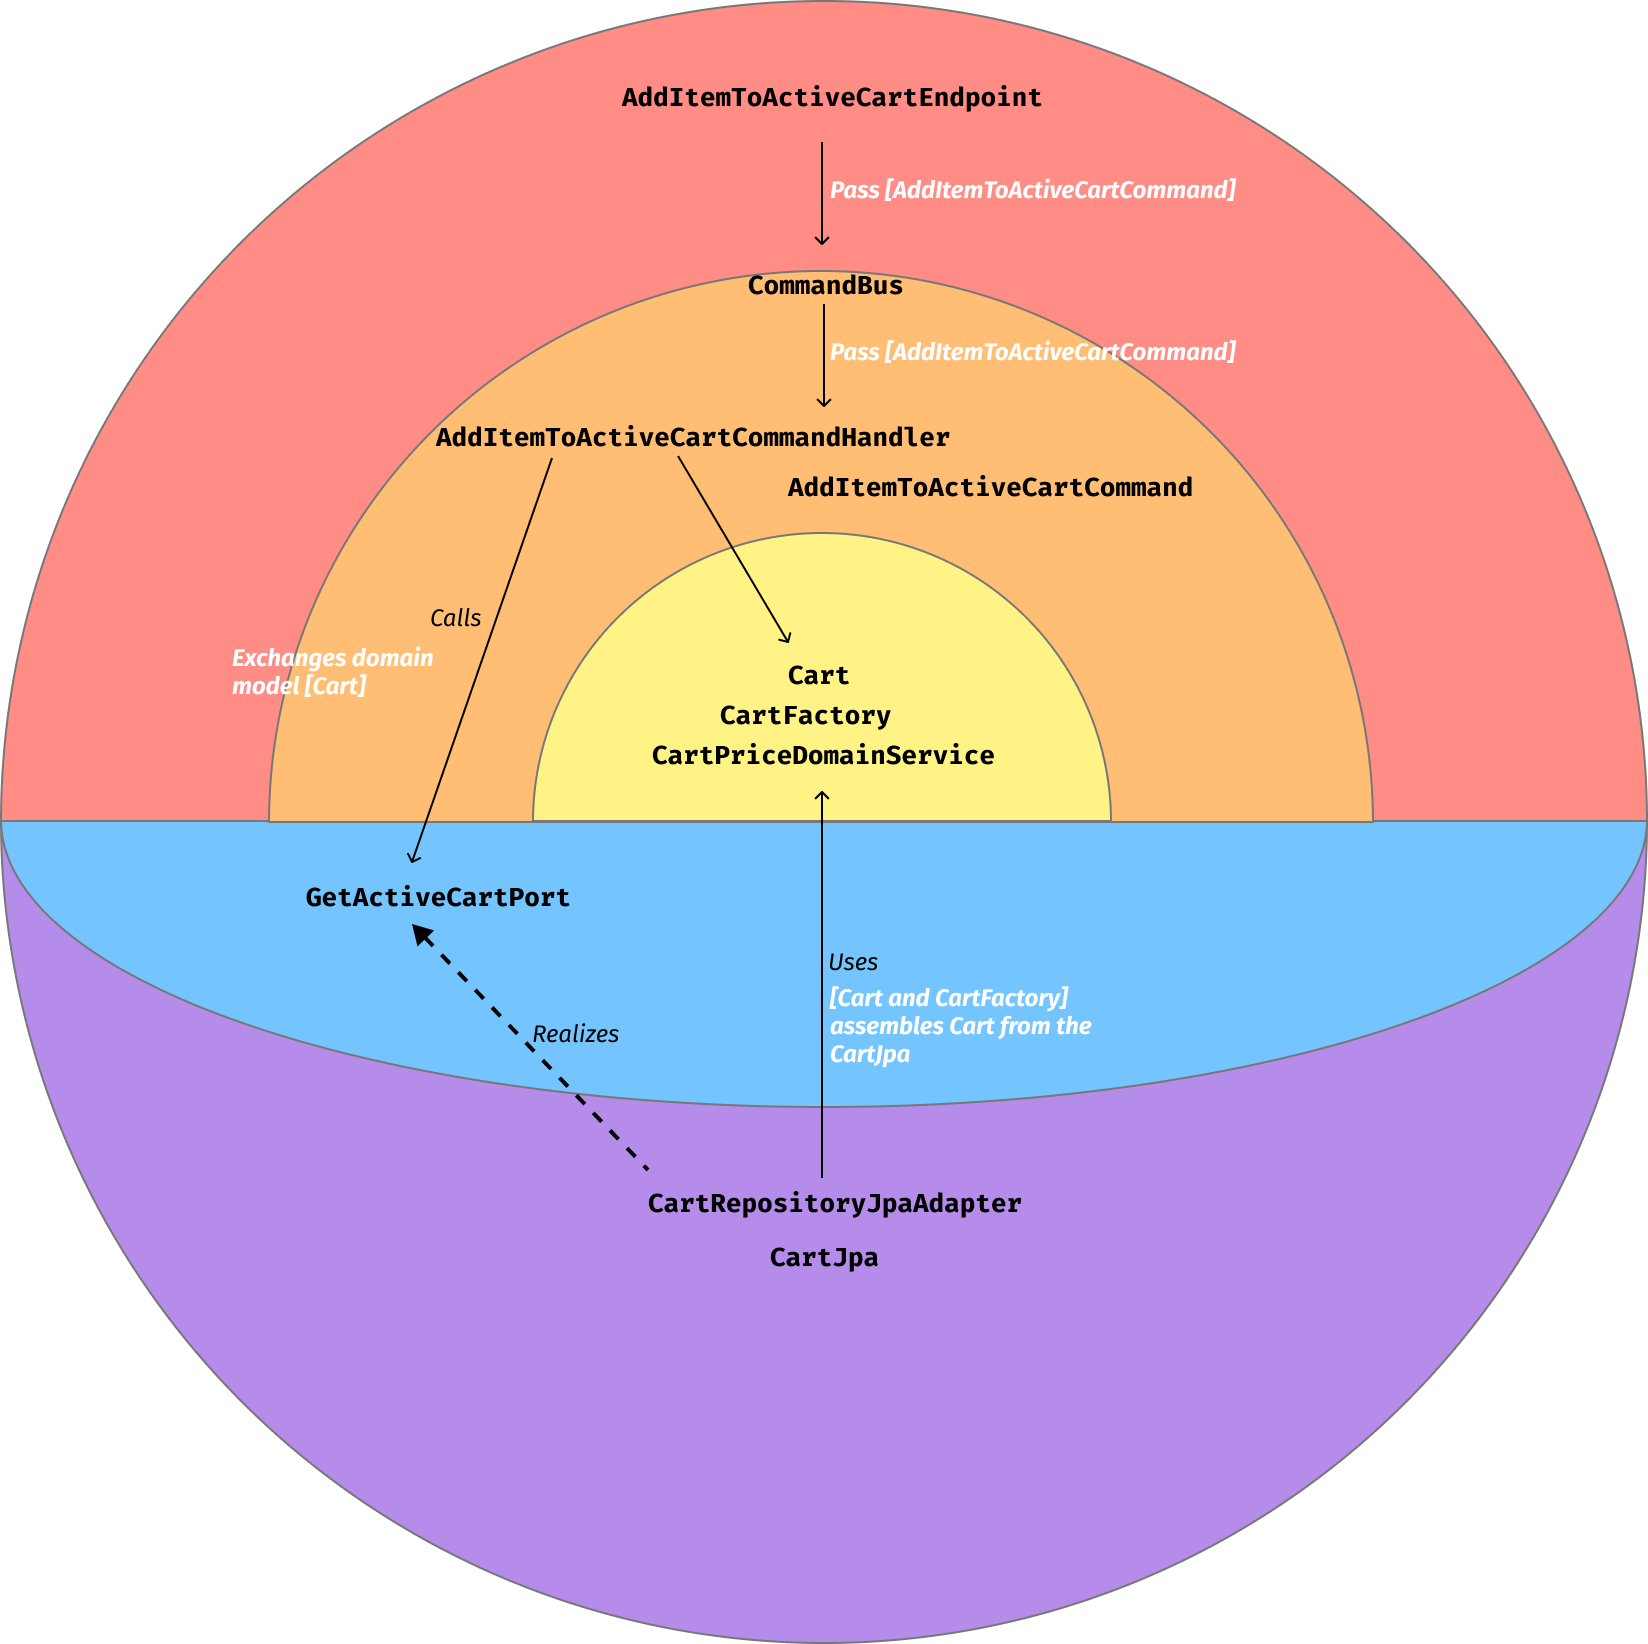 AddItemToActiveCartEndpoint
Pass [AddItemToActiveCartCommand]
CommandBus
Pass [AddItemToActiveCartCommand]
AddItemToActiveCartCommandHandler
AddItemToActiveCartCommand
Calls
Exchanges domain
model [Cart]
Cart
CartFactory
CartPriceDomainService
GetActiveCartPort
Uses
[Cart and CartFactory]
assembles Cart from the
CartJpa
Realizes
CartRepositoryJpaAdapter
CartJpa